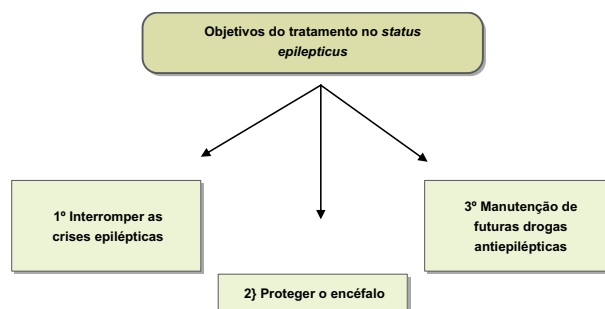 Objetivos do tratamento no status
epilepticus
1º Interromper as
crises epilépticas
2} Proteger o encéfalo
3º Manutenção de
futuras drogas
antiepilépticas